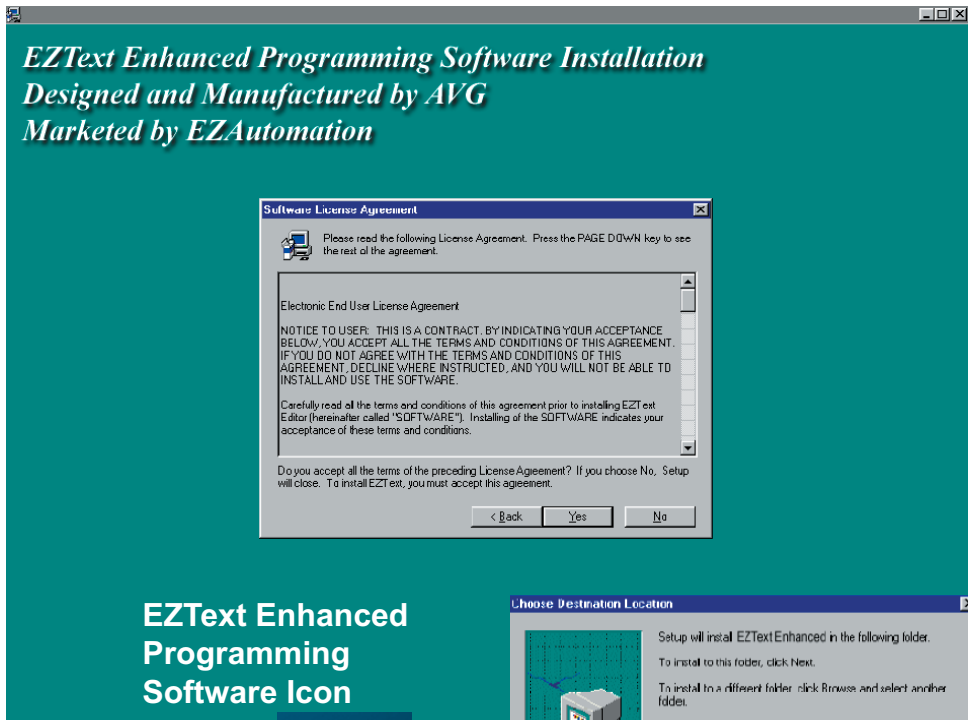 EZText Enhanced Programming Software Installation
Designed and Manufactured by AVG
Marketed by EZAutomation
Software License Agreement
Please read the following License Agreement. Press the PAGE DOWN key to see
the rest of the agreement.
Electronic End User License Agreement
NOTICE TO USER: THIS IS A CONTRACT. BY INDICATING YOUR ACCEPTANCE
BELOW, YOU ACCEPT ALL THE TERMS AND CONDITIONS OF THIS AGREEMENT.
IF YOU DO NOT AGREE WITH THE TERMS AND CONDITIONS OF THIS
AGREEMENT, DECLINE WHERE INSTRUCTED, AND YOU WILL NOT BE ABLE TO
INSTALL AND USE THE SOFTWARE.
Carefully read all the terms and conditions of this agreement prior to installing EZText
Editor (hereinafter called "SOFTWARE"). Installing of the SOFTWARE indicates your
acceptance of these terms and conditions.
Do you accept all the terms of the preceding License Agreement? If you choose No, Setup
will close. To install EZText, you must accept this agreement.
< Back
Yes
No
EZText Enhanced
Programming
Software Icon
Choose Destination Location
Setup will install EZText Enhanced in the following folder.
To install to this folder, click Next.
To install to a different folder, click Browse and select another
folder.